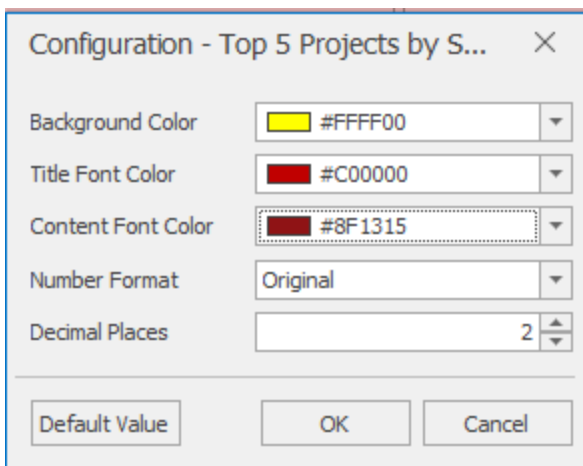 Configuration - Top 5 Projects by S...
Background Color #FFFF00
Title Font Color #C00000
Content Font Color #8F1315
Number Format Original
Decimal Places 2
Default Value OK Cancel